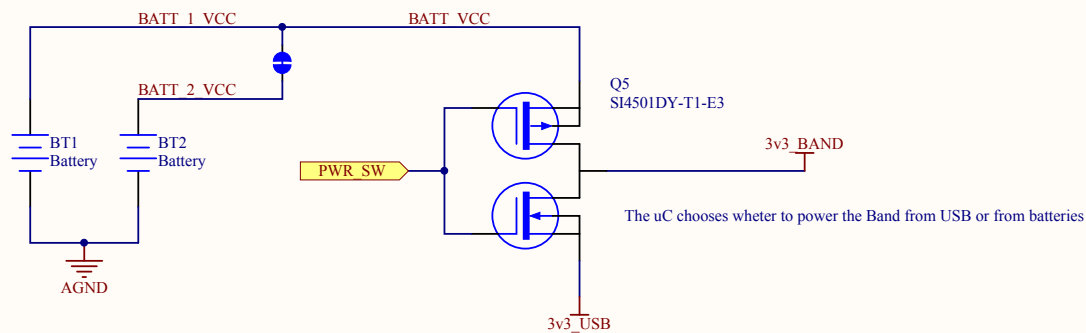 BATT_1_VCC
BATT_VCC
BATT_2_VCC
Q5
SI4501DY-T1-E3
BT1
Battery
BT2
Battery
PWR_SW
3v3_BAND
The uC chooses wheter to power the Band from USB or from batteries
AGND
3v3_USB